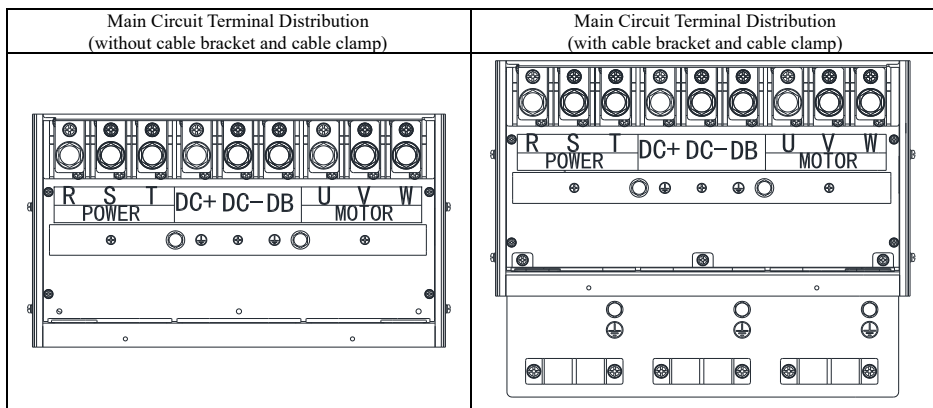 Main Circuit Terminal Distribution
(without cable bracket and cable clamp)
Main Circuit Terminal Distribution
(with cable bracket and cable clamp)
R S T DC+ DC- DB U V W
POWER MOTOR
R S T DC+ DC- DB U V W
POWER MOTOR